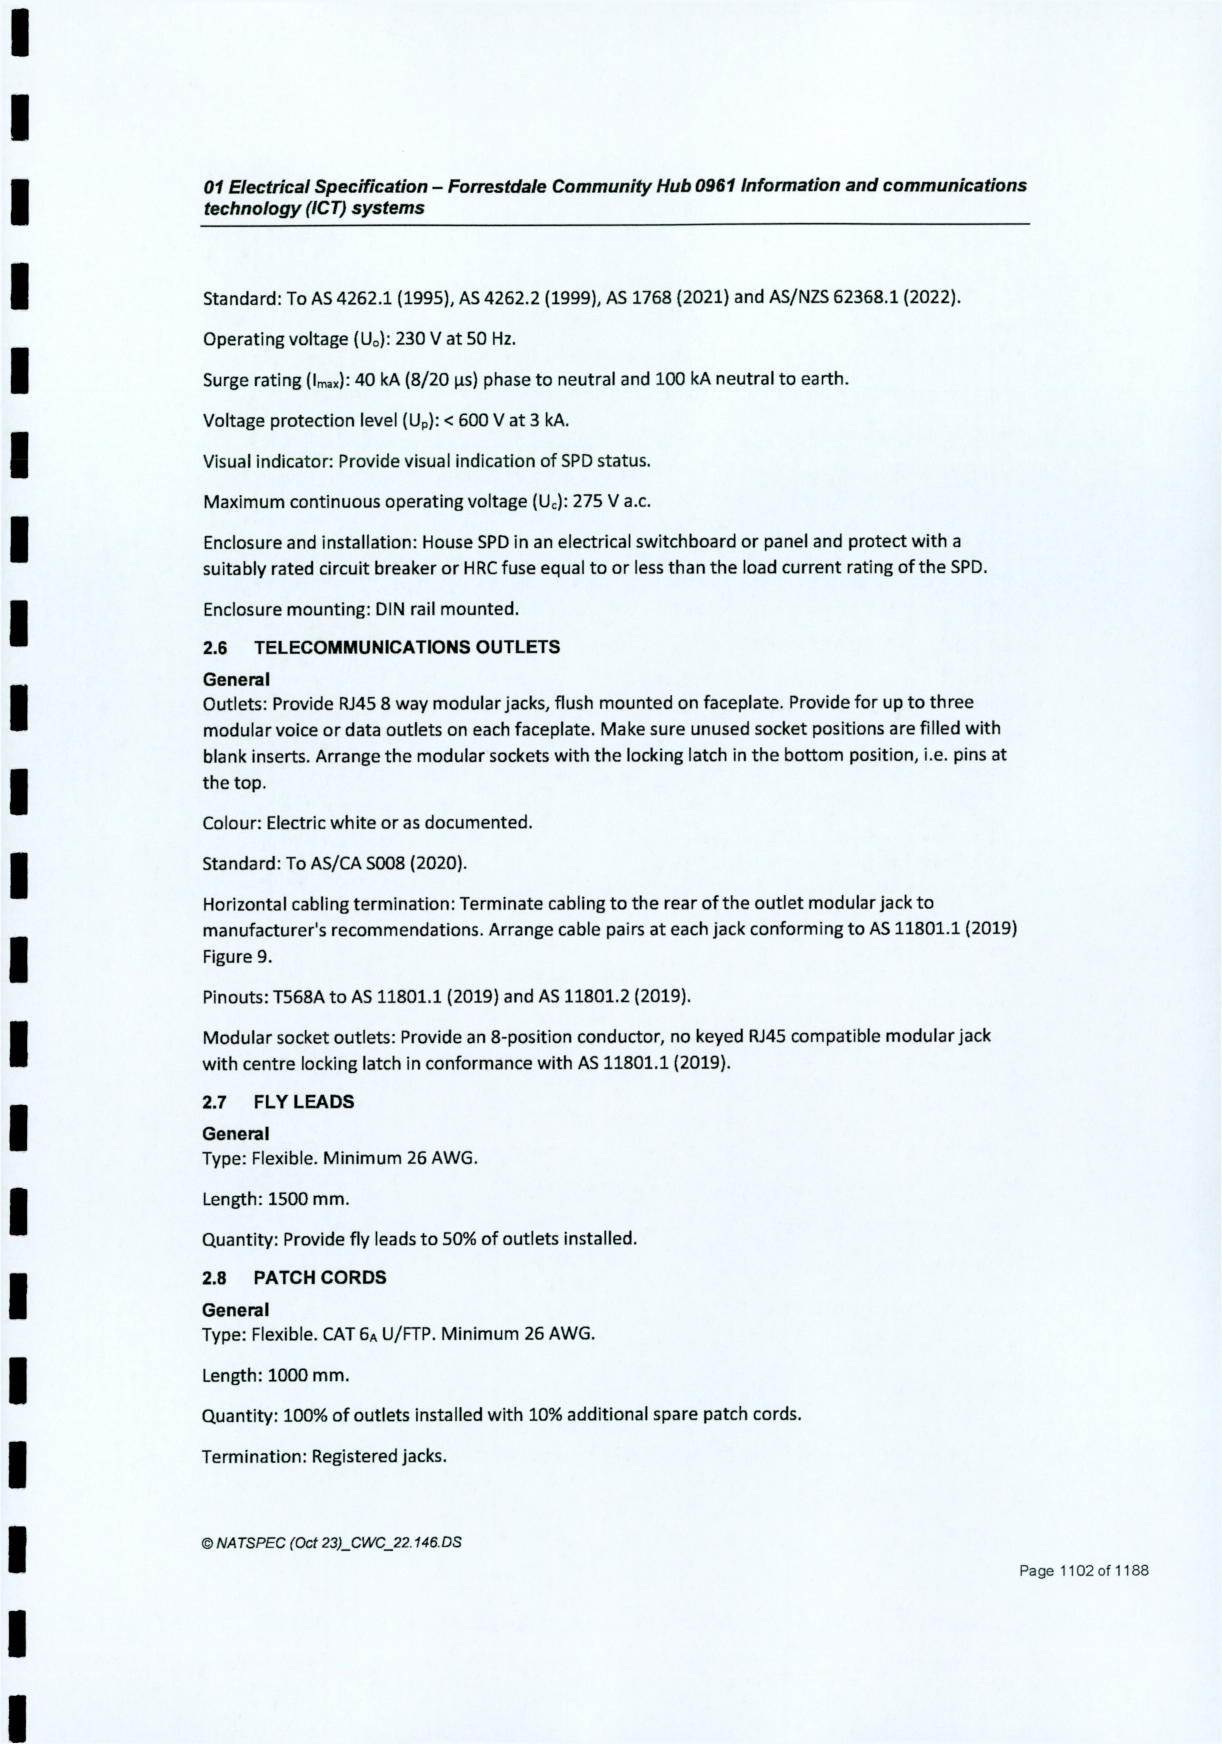 01 Electrical Specification – Forrestdale Community Hub 0961 Information and communications
technology (ICT) systems
Standard: To AS 4262.1 (1995), AS 4262.2 (1999), AS 1768 (2021) and AS/NZS 62368.1 (2022).
Operating voltage (Uₒ): 230 V at 50 Hz.
Surge rating (Iₘₐₓ): 40 kA (8/20 µs) phase to neutral and 100 kA neutral to earth.
Voltage protection level (Uₚ): < 600 V at 3 kA.
Visual indicator: Provide visual indication of SPD status.
Maximum continuous operating voltage (U꜀): 275 V a.c.
Enclosure and installation: House SPD in an electrical switchboard or panel and protect with a
suitably rated circuit breaker or HRC fuse equal to or less than the load current rating of the SPD.
Enclosure mounting: DIN rail mounted.
2.6 TELECOMMUNICATIONS OUTLETS
General
Outlets: Provide RJ45 8 way modular jacks, flush mounted on faceplate. Provide for up to three
modular voice or data outlets on each faceplate. Make sure unused socket positions are filled with
blank inserts. Arrange the modular sockets with the locking latch in the bottom position, i.e. pins at
the top.
Colour: Electric white or as documented.
Standard: To AS/CA S008 (2020).
Horizontal cabling termination: Terminate cabling to the rear of the outlet modular jack to
manufacturer's recommendations. Arrange cable pairs at each jack conforming to AS 11801.1 (2019)
Figure 9.
Pinouts: T568A to AS 11801.1 (2019) and AS 11801.2 (2019).
Modular socket outlets: Provide an 8-position conductor, no keyed RJ45 compatible modular jack
with centre locking latch in conformance with AS 11801.1 (2019).
2.7 FLY LEADS
General
Type: Flexible. Minimum 26 AWG.
Length: 1500 mm.
Quantity: Provide fly leads to 50% of outlets installed.
2.8 PATCH CORDS
General
Type: Flexible. CAT 6A U/FTP. Minimum 26 AWG.
Length: 1000 mm.
Quantity: 100% of outlets installed with 10% additional spare patch cords.
Termination: Registered jacks.
© NATSPEC (Oct 23)_CWC_22.146.DS
Page 1102 of 1188